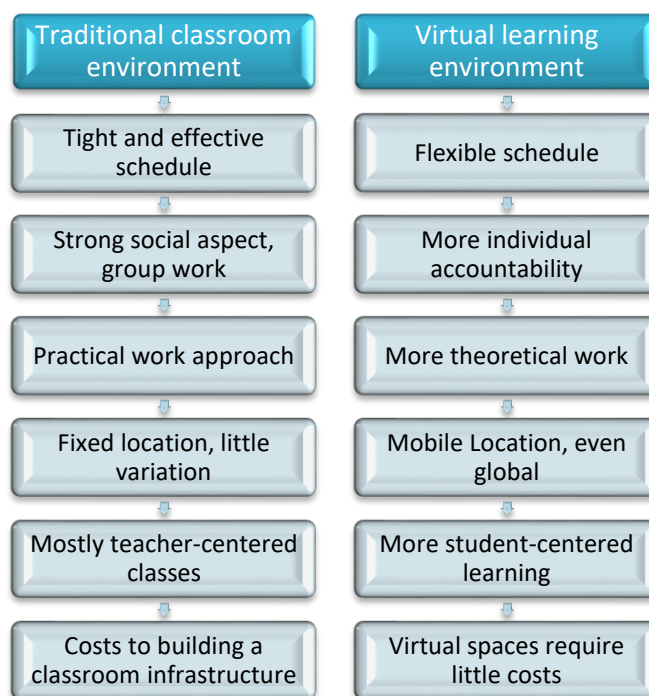 Traditional classroom
environment
Tight and effective
schedule
Strong social aspect,
group work
Practical work approach
Fixed location, little
variation
Mostly teacher-centered
classes
Costs to building a
classroom infrastructure
Virtual learning
environment
Flexible schedule
More individual
accountability
More theoretical work
Mobile Location, even
global
More student-centered
learning
Virtual spaces require
little costs